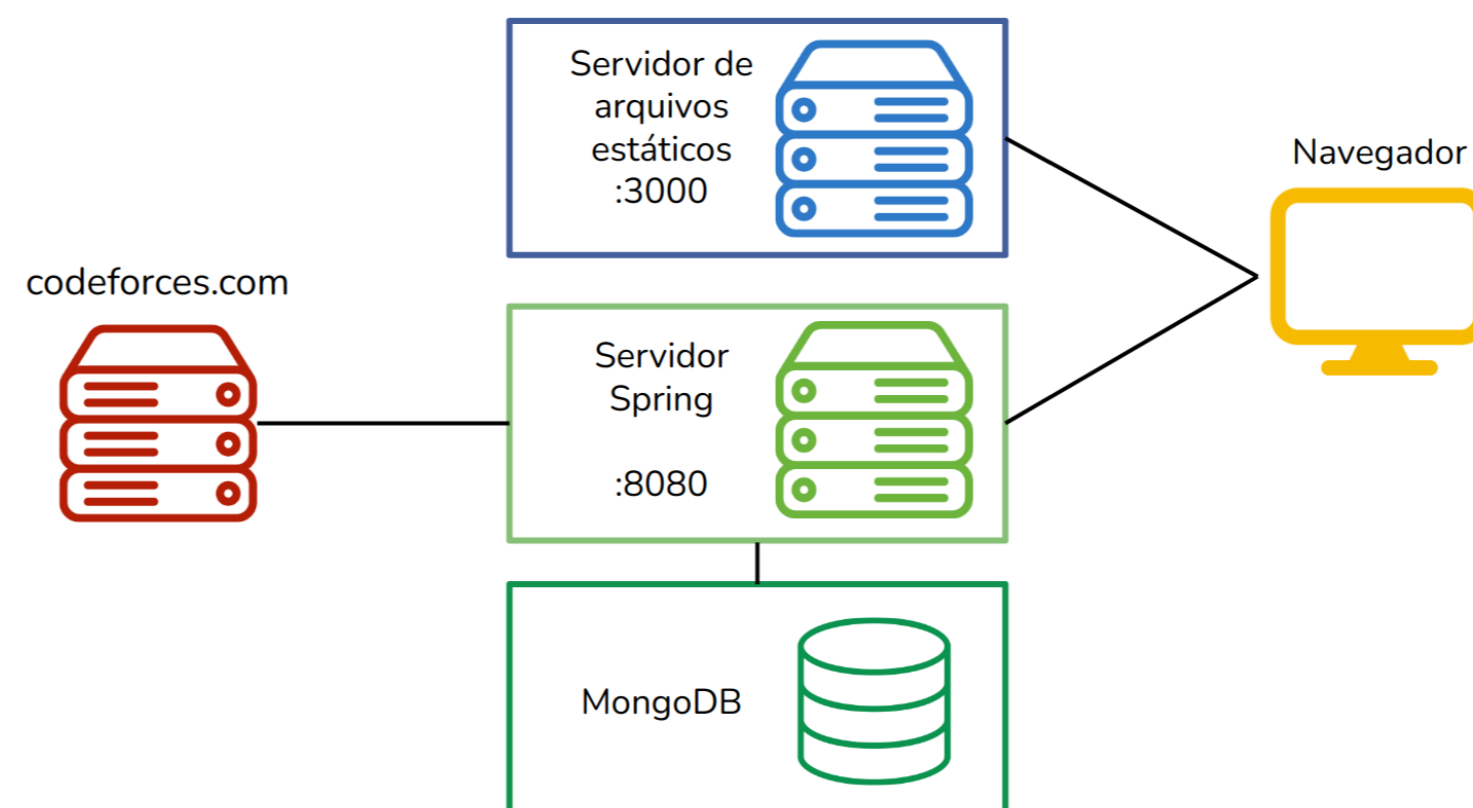 Servidor de
arquivos
estáticos
:3000
Navegador
codeforces.com
Servidor
Spring
:8080
MongoDB